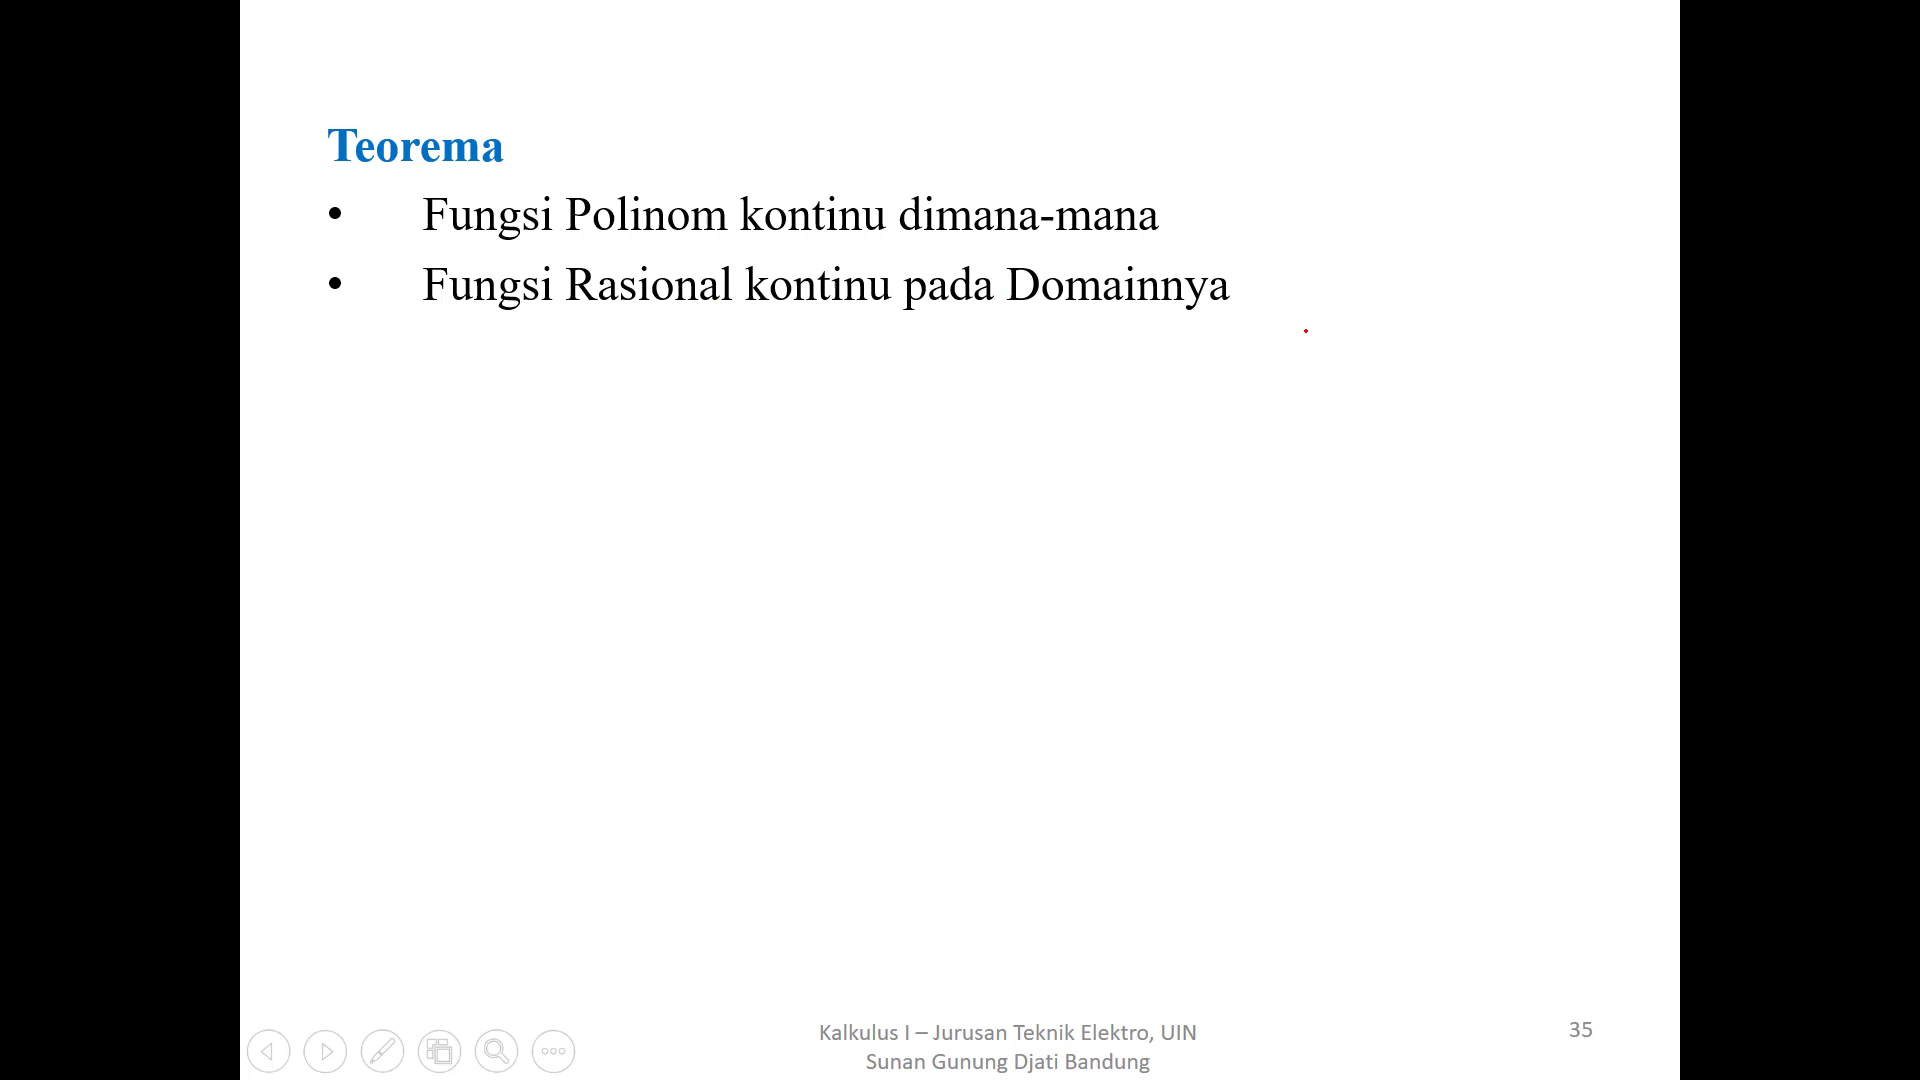 Teorema
• Fungsi Polinom kontinu dimana-mana
• Fungsi Rasional kontinu pada Domainnya
Kalkulus I – Jurusan Teknik Elektro, UIN
Sunan Gunung Djati Bandung
35